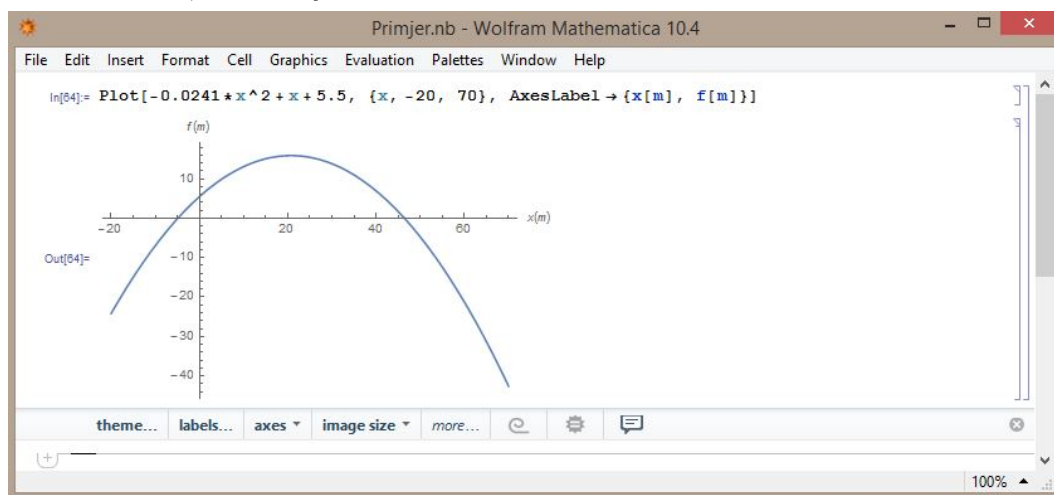 Primjer.nb - Wolfram Mathematica 10.4
File Edit Insert Format Cell Graphics Evaluation Palettes Window Help
In[64]:= Plot[-0.0241*x^2+x+5.5, {x, -20, 70}, AxesLabel→{x[m], f[m]}]
f(m)
10
-20 20 40 60 x(m)
Out[64]= -10
-20
-30
-40
theme... labels... axes image size more...
100%